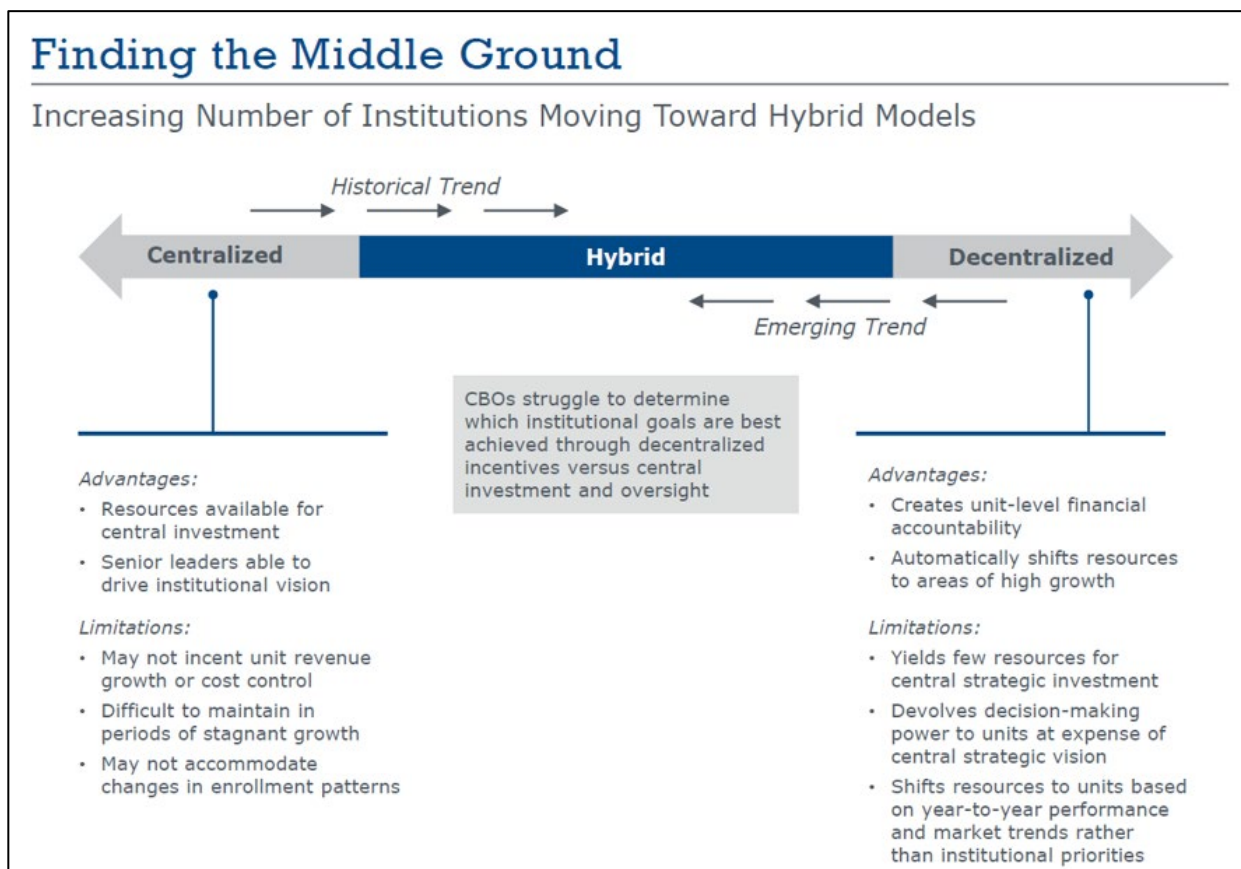 Finding the Middle Ground
Increasing Number of Institutions Moving Toward Hybrid Models
Historical Trend
Centralized
Hybrid
Decentralized
Emerging Trend
CBOs struggle to determine
which institutional goals are best
achieved through decentralized
incentives versus central
investment and oversight
Advantages:
• Resources available for
central investment
• Senior leaders able to
drive institutional vision
Limitations:
• May not incent unit revenue
growth or cost control
• Difficult to maintain in
periods of stagnant growth
• May not accommodate
changes in enrollment patterns
Advantages:
• Creates unit-level financial
accountability
• Automatically shifts resources
to areas of high growth
Limitations:
• Yields few resources for
central strategic investment
• Devolves decision-making
power to units at expense of
central strategic vision
• Shifts resources to units based
on year-to-year performance
and market trends rather
than institutional priorities